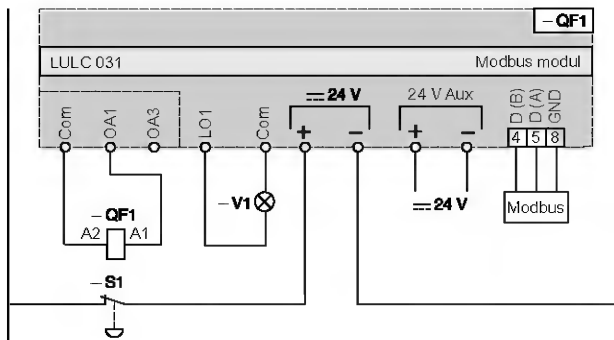 – QF1
LULC 031 Modbus modul
⎓ 24 V 24 V Aux
Com OA1 OA3 LO1 Com + – + – D (B) D (A) GND
4 5 8
– V1 ⎓ 24 V Modbus
– QF1
A2 A1
– S1